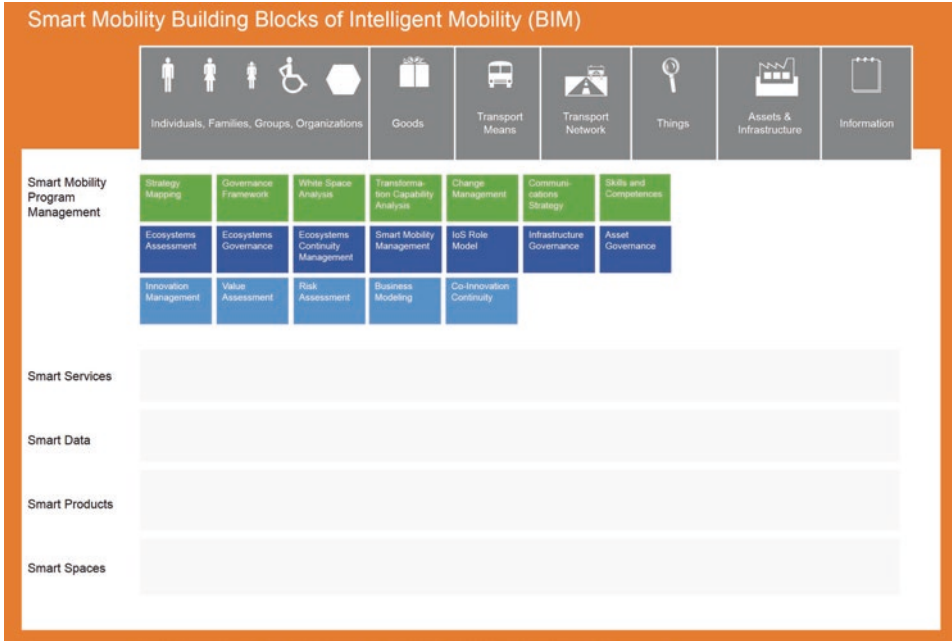 Smart Mobility Building Blocks of Intelligent Mobility (BIM)
Individuals, Families, Groups, Organizations
Goods
Transport
Means
Transport
Network
Things
Assets &
Infrastructure
Information
Smart Mobility
Program
Management
Strategy
Mapping
Governance
Framework
White Space
Analysis
Transforma-
tion Capability
Analysis
Change
Management
Communi-
cations
Strategy
Skills and
Competences
Ecosystems
Assessment
Ecosystems
Governance
Ecosystems
Continuity
Management
Smart Mobility
Management
IoS Role
Model
Infrastructure
Governance
Asset
Governance
Innovation
Management
Value
Assessment
Risk
Assessment
Business
Modeling
Co-Innovation
Continuity
Smart Services
Smart Data
Smart Products
Smart Spaces